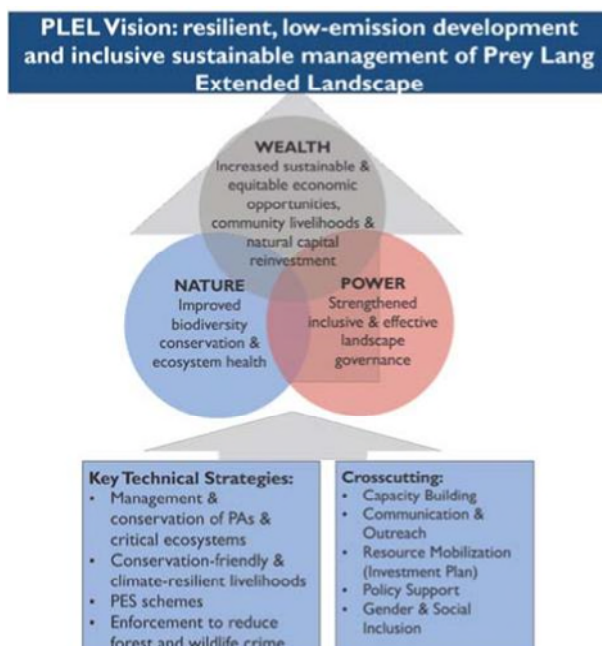 PLEL Vision: resilient, low-emission development
and inclusive sustainable management of Prey Lang
Extended Landscape
WEALTH
Increased sustainable &
equitable economic
opportunities,
community livelihoods &
natural capital
reinvestment
NATURE
Improved
biodiversity
conservation &
ecosystem health
POWER
Strengthened
inclusive & effective
landscape
governance
Key Technical Strategies:
• Management &
conservation of PAs &
critical ecosystems
• Conservation-friendly &
climate-resilient livelihoods
• PES schemes
• Enforcement to reduce
forest and wildlife crime
Crosscutting:
• Capacity Building
• Communication &
Outreach
• Resource Mobilization
(Investment Plan)
• Policy Support
• Gender & Social
Inclusion